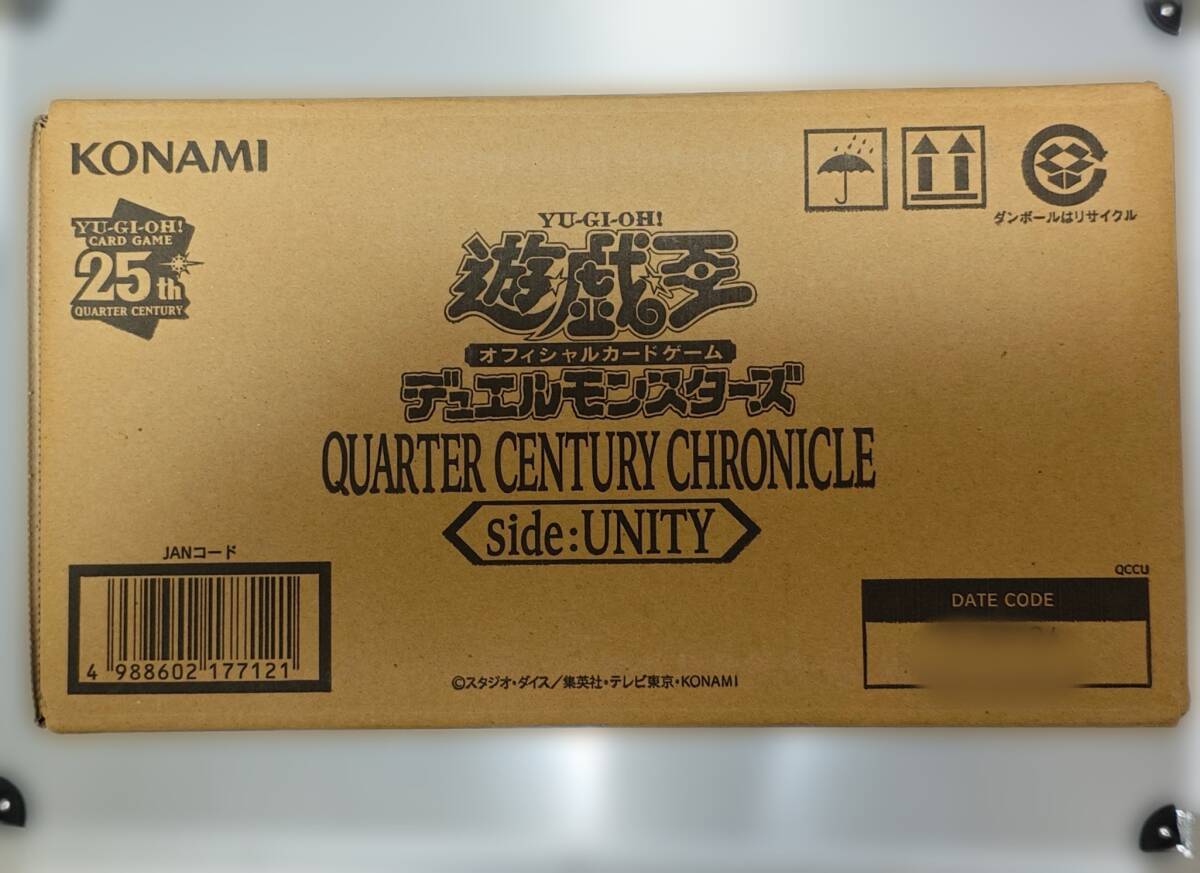 KONAMI
YU-GI-OH!
CARD GAME
25th
QUARTER CENTURY
ダンボールはリサイクル
YU-GI-OH!
遊戯王
オフィシャルカードゲーム
デュエルモンスターズ
QUARTER CENTURY CHRONICLE
side:UNITY
JANコード
4 988602 177121
QCCU
DATE CODE
©スタジオ・ダイス/集英社・テレビ東京・KONAMI